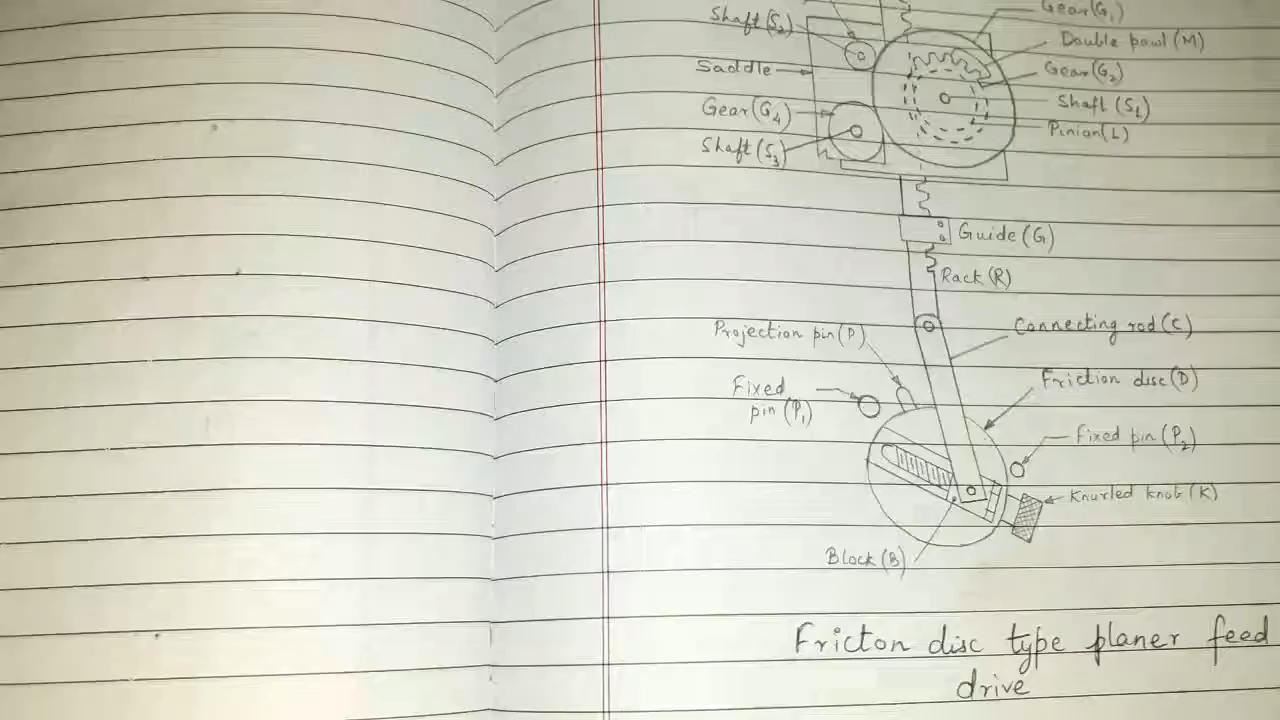 Gear(G1)
Shaft(S2)
Double pawl(M)
Saddle
Gear(G2)
Gear(G4)
Shaft(S1)
Pinion(L)
Shaft(S3)
Guide(G)
Rack(R)
Projection pin(P)
Connecting rod(C)
Friction disc(D)
Fixed
pin(P1)
Fixed pin(P2)
Knurled knob(K)
Block(B)
Fricton disc type planer feed
drive